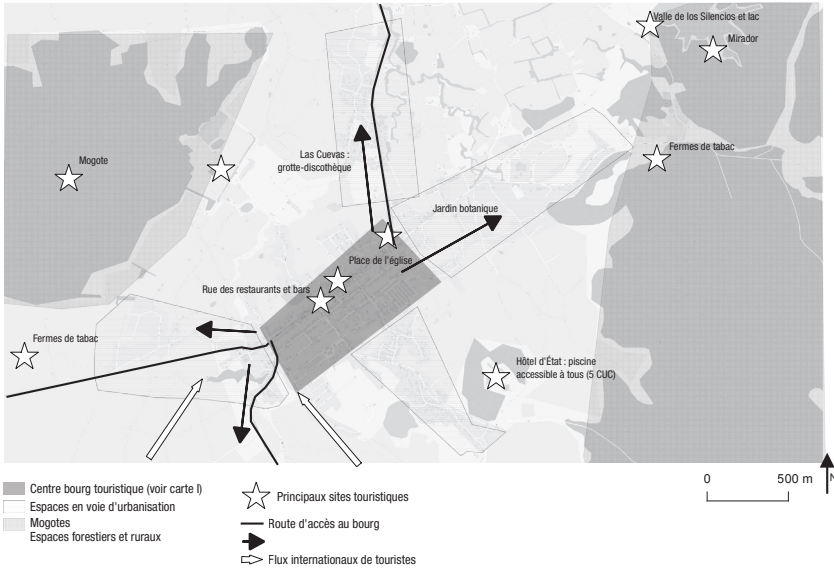 Valle de los Silencios et lac
Mirador
Mogote
Las Cuevas :
grotte-discothèque
Fermes de tabac
Jardin botanique
Place de l'église
Rue des restaurants et bars
Fermes de tabac
Hôtel d'État : piscine
accessible à tous (5 CUC)
Centre bourg touristique (voir carte I)
Espaces en voie d'urbanisation
Mogotes
Espaces forestiers et ruraux
Principaux sites touristiques
Route d'accès au bourg
Flux internationaux de touristes
0 500 m
N